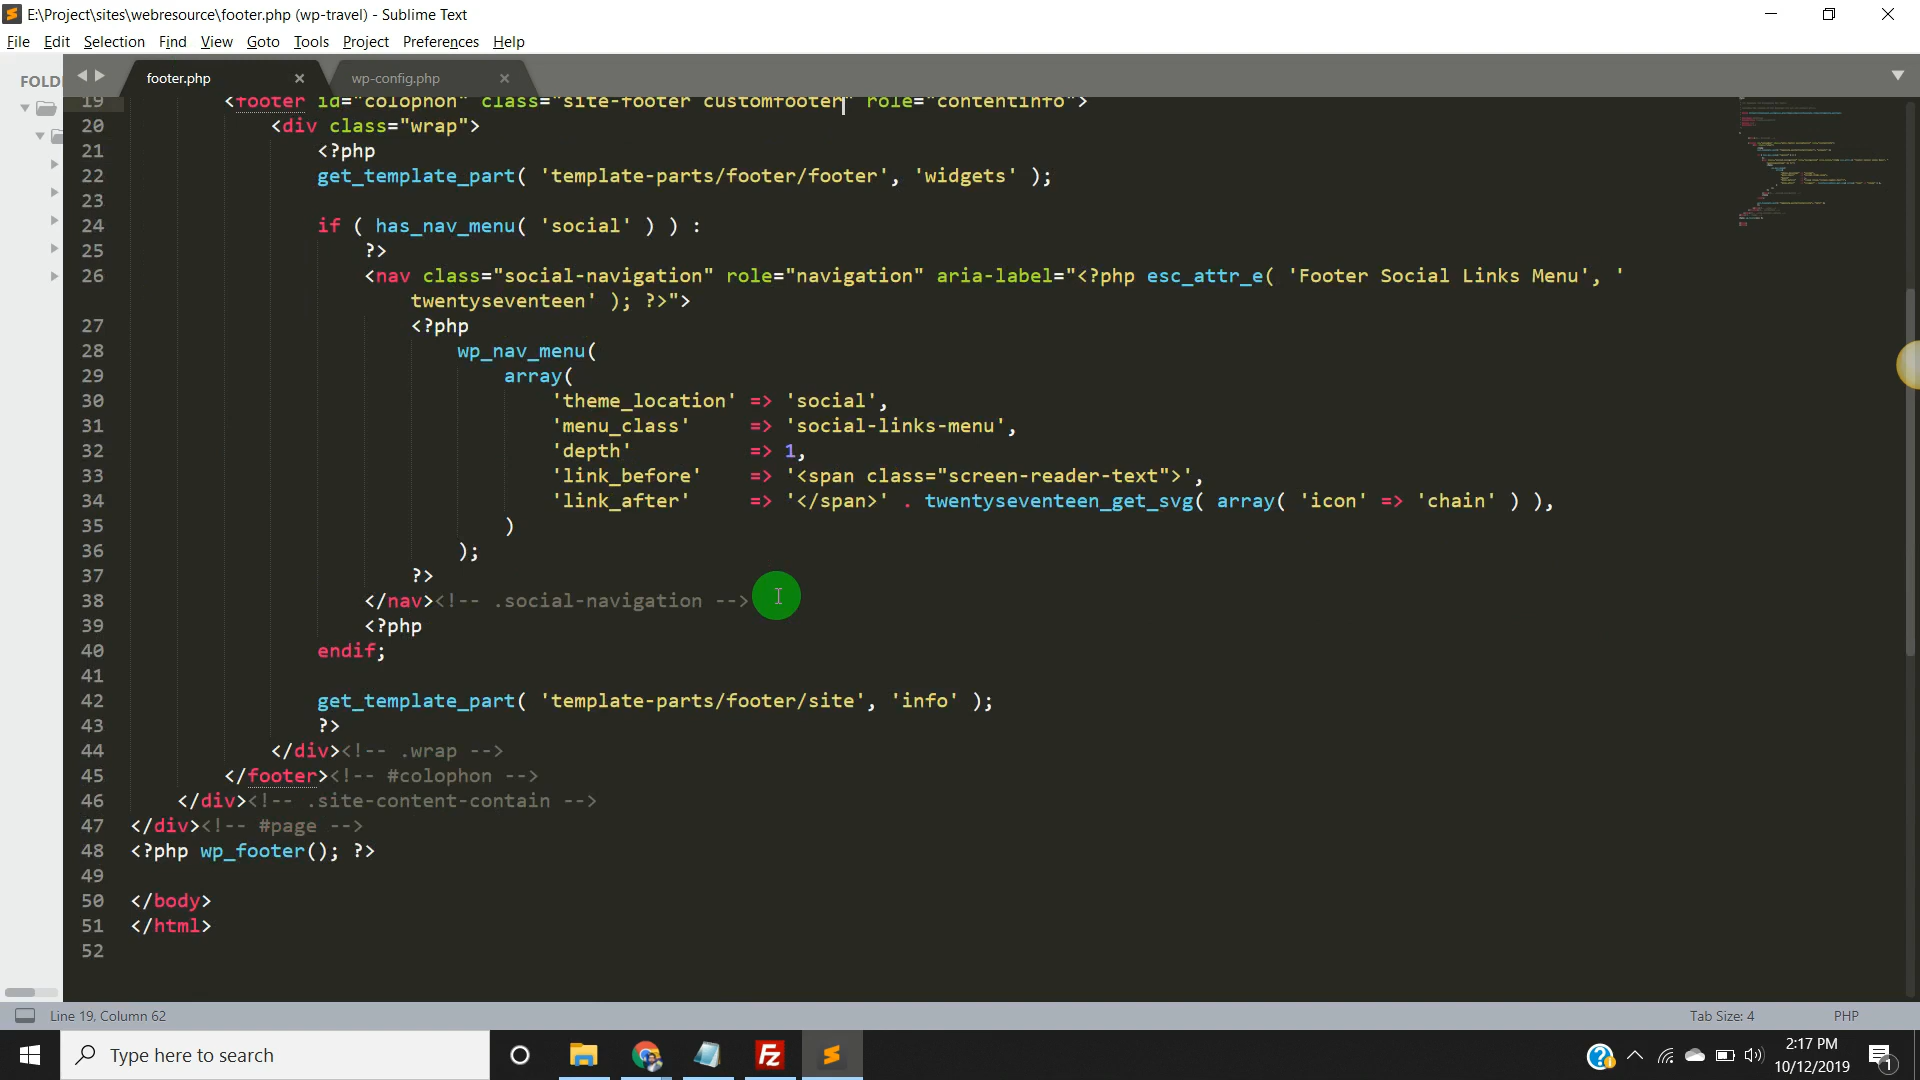 E:\Project\sites\webresource\footer.php (wp-travel) - Sublime Text
File Edit Selection Find View Goto Tools Project Preferences Help
FOLD
footer.php
wp-config.php
19 <footer id="colophon" class="site-footer customfooter" role="contentinfo">
20 <div class="wrap">
21 <?php
22 get_template_part( 'template-parts/footer/footer', 'widgets' );
23
24 if ( has_nav_menu( 'social' ) ) :
25 ?>
26 <nav class="social-navigation" role="navigation" aria-label="<?php esc_attr_e( 'Footer Social Links Menu', '
twentyseventeen' ); ?>">
27 <?php
28 wp_nav_menu(
29 array(
30 'theme_location' => 'social',
31 'menu_class' => 'social-links-menu',
32 'depth' => 1,
33 'link_before' => '<span class="screen-reader-text">',
34 'link_after' => '</span>' . twentyseventeen_get_svg( array( 'icon' => 'chain' ) ),
35 )
36 );
37 ?>
38 </nav><!-- .social-navigation -->
39 <?php
40 endif;
41
42 get_template_part( 'template-parts/footer/site', 'info' );
43 ?>
44 </div><!-- .wrap -->
45 </footer><!-- #colophon -->
46 </div><!-- .site-content-contain -->
47 </div><!-- #page -->
48 <?php wp_footer(); ?>
49
50 </body>
51 </html>
52
Line 19, Column 62
Tab Size: 4
PHP
Type here to search
2:17 PM
10/12/2019
1